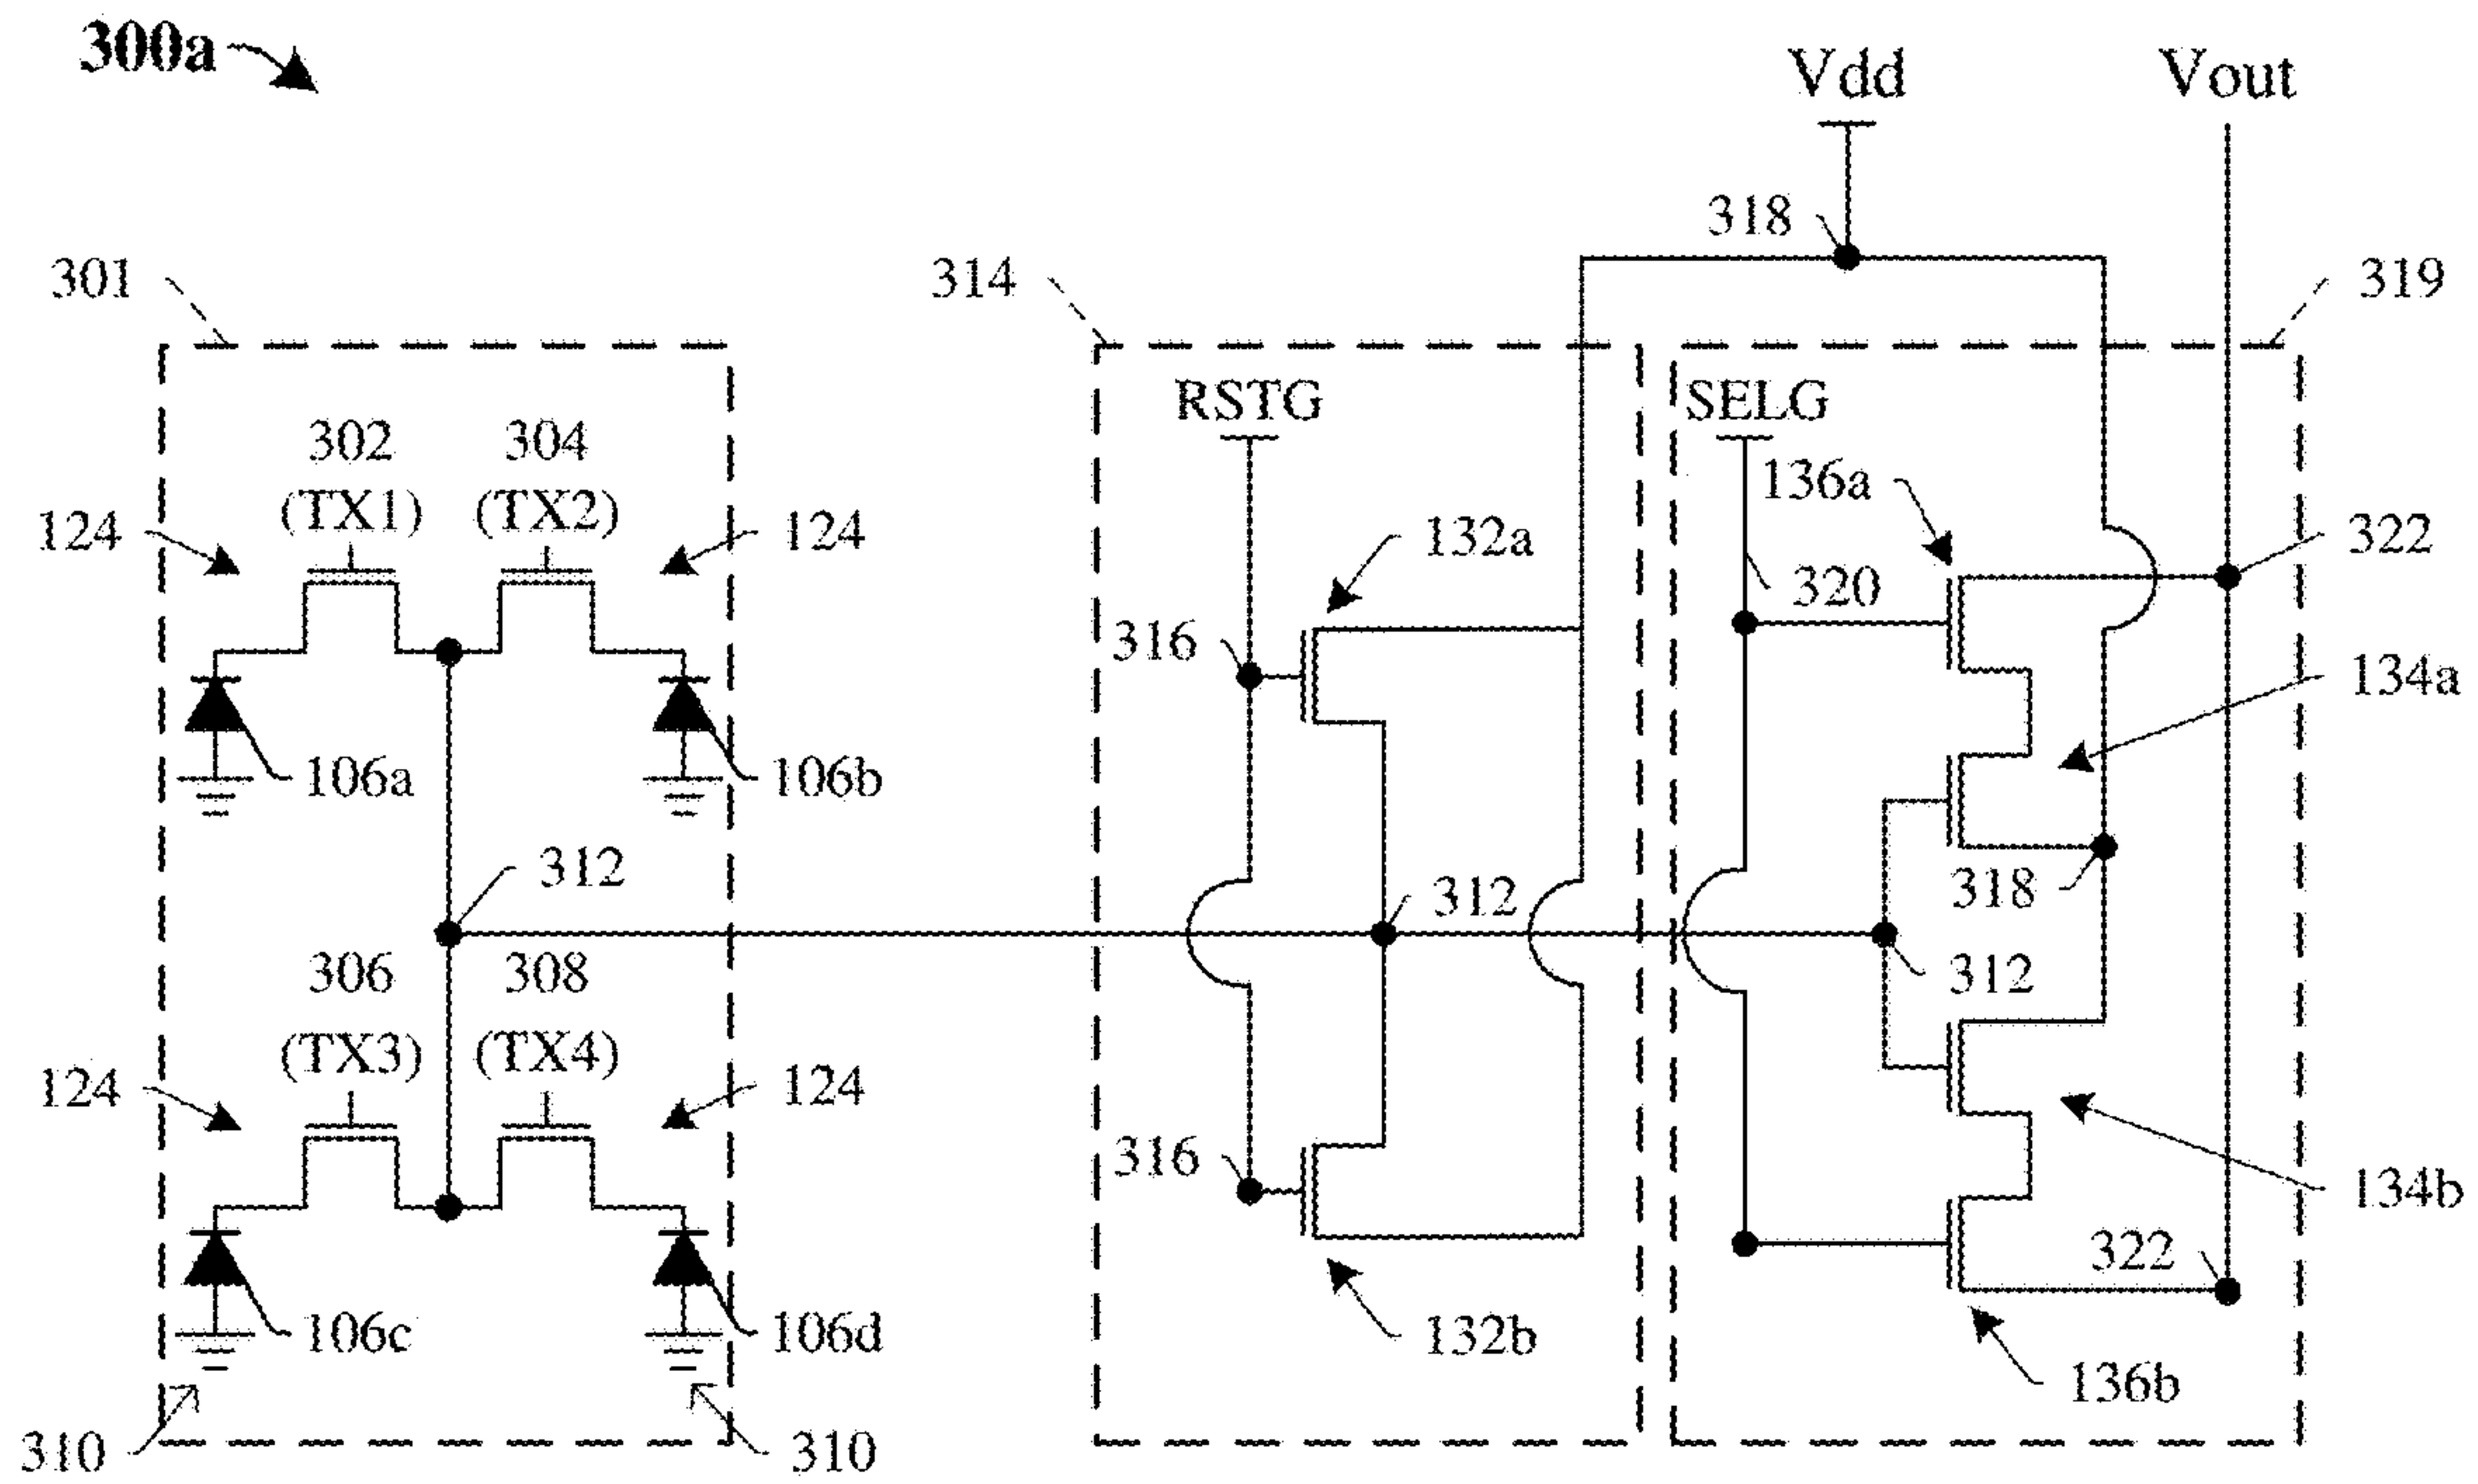 300a
Vdd
Vout
318
301
314
319
RSTG
SELG
302
304
136a
(TX1)
(TX2)
124
124
132a
322
320
316
134a
106a
106b
312
312
318
306
308
312
(TX3)
(TX4)
124
124
316
134b
322
106c
106d
132b
136b
310
310